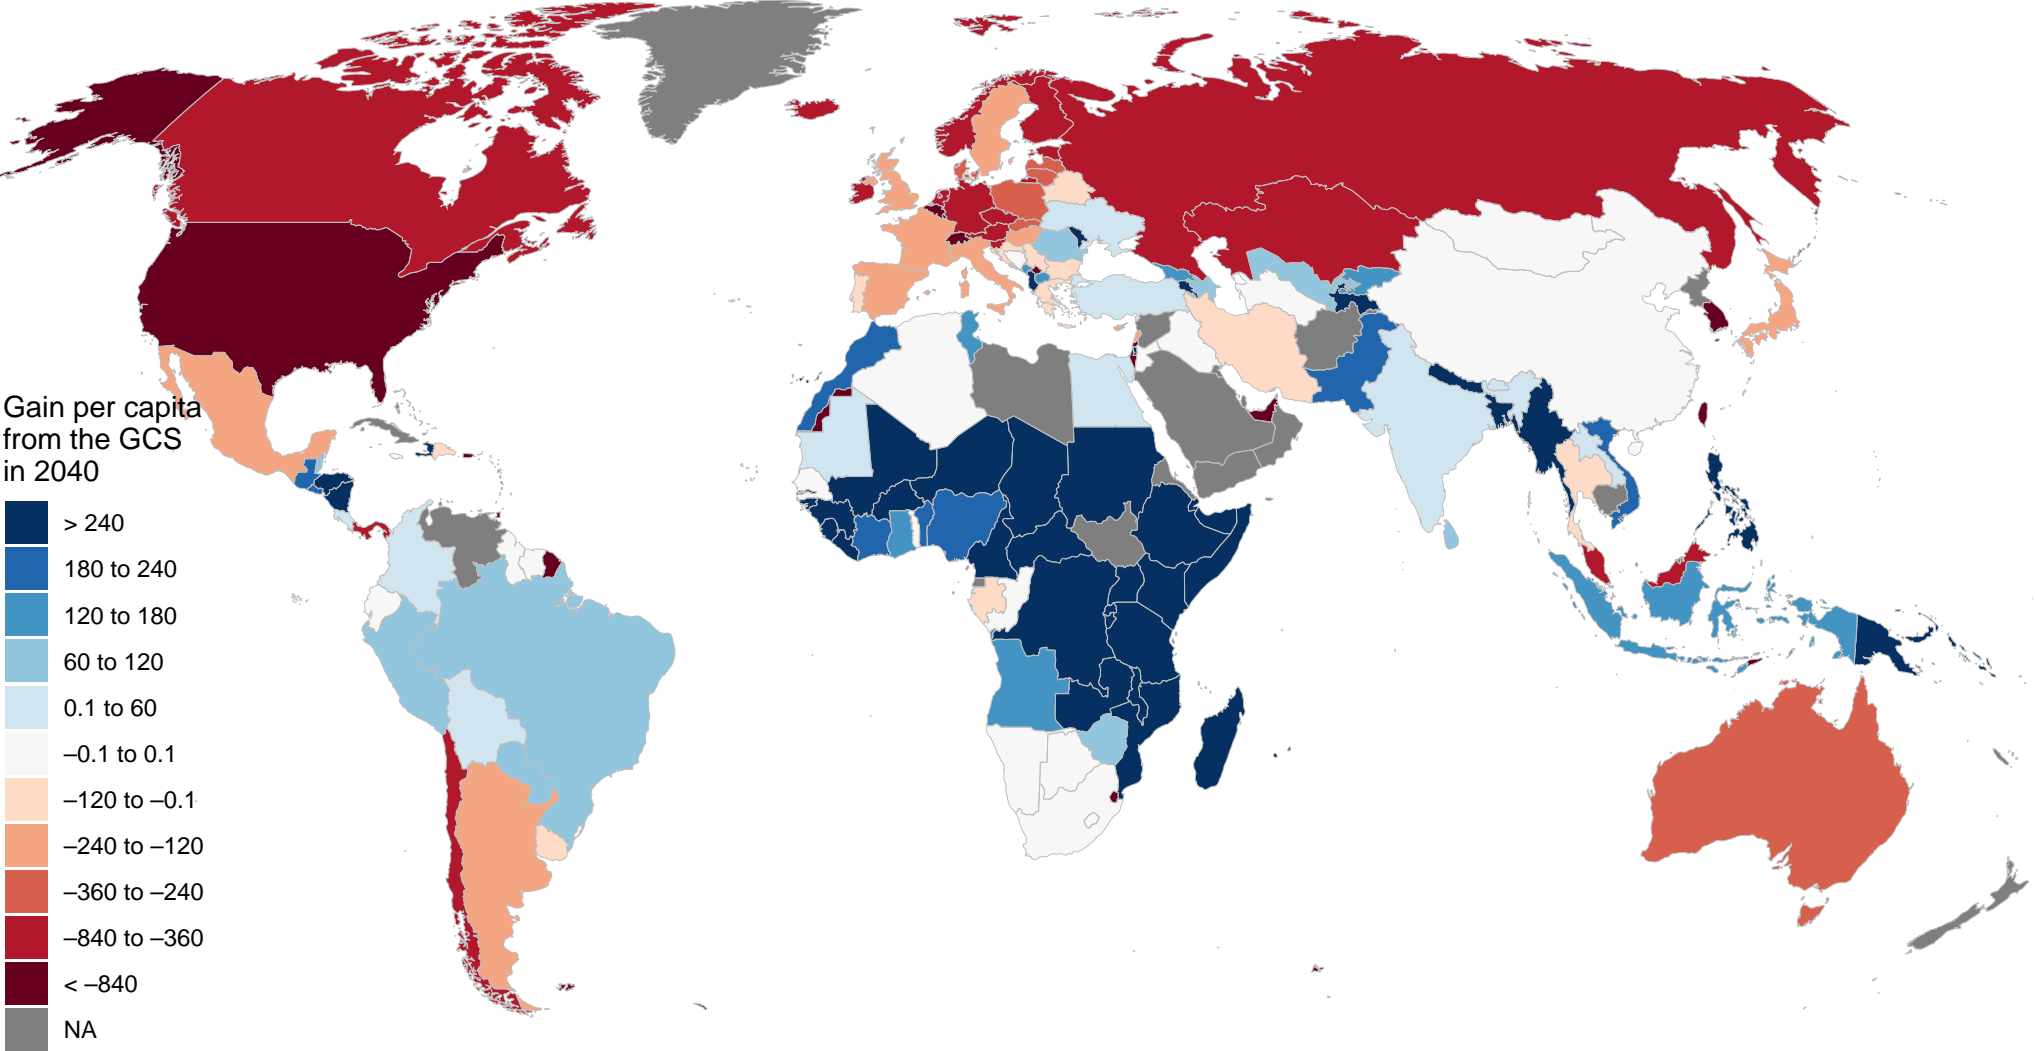 Gain per capita
from the GCS
in 2040
> 240
180 to 240
120 to 180
60 to 120
0.1 to 60
–0.1 to 0.1
–120 to –0.1
–240 to –120
–360 to –240
–840 to –360
< –840
NA